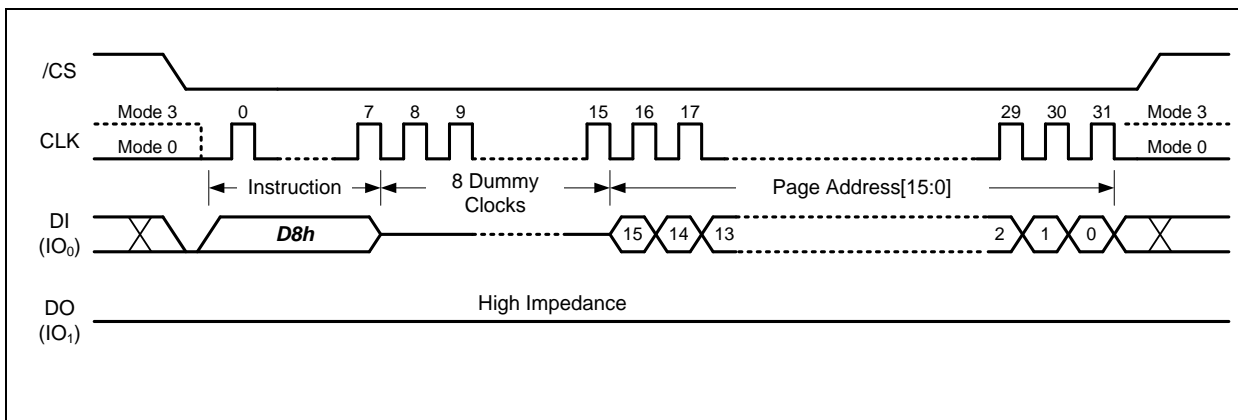 /CS
Mode 3 0 7 8 9 15 16 17 29 30 31 Mode 3
CLK
Mode 0 Mode 0
Instruction 8 Dummy Clocks Page Address[15:0]
DI
(IO₀)
D8h 15 14 13 2 1 0
High Impedance
DO
(IO₁)